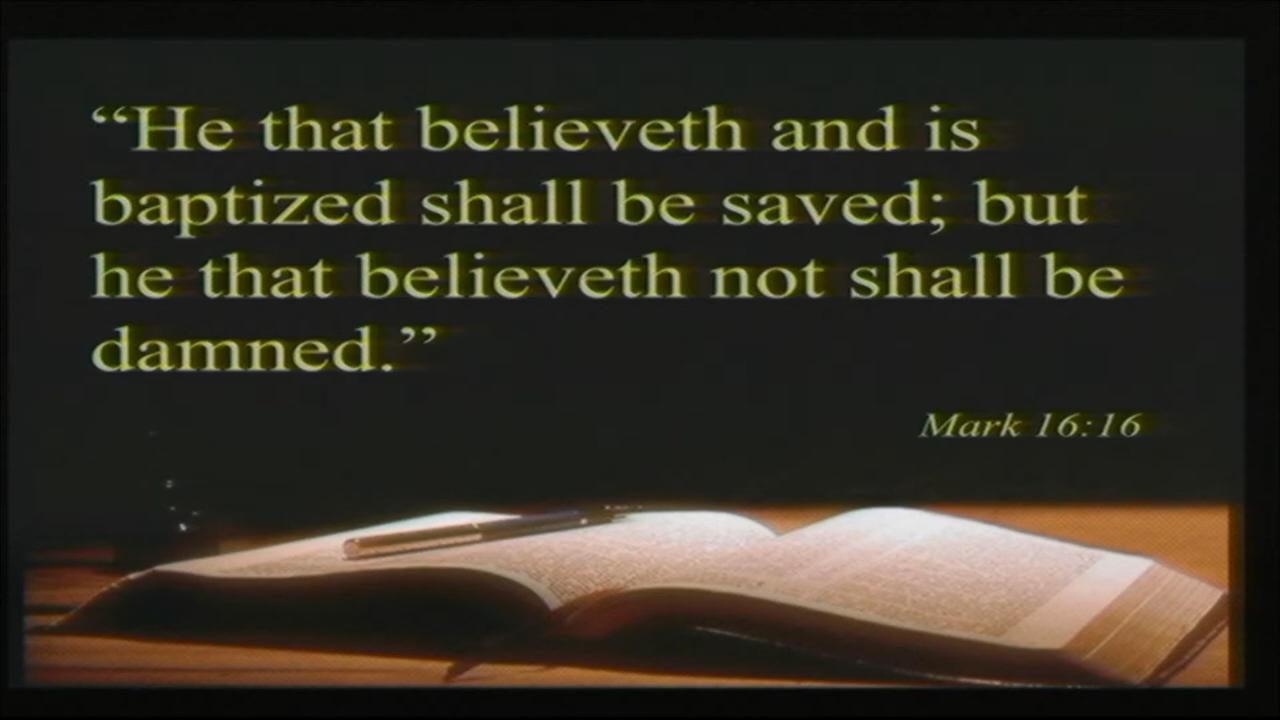 “He that believeth and is
baptized shall be saved; but
he that believeth not shall be
damned.”
Mark 16:16